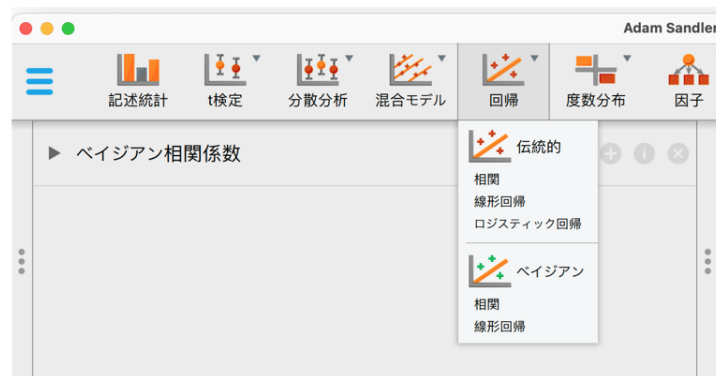 Adam Sandler
記述統計
t検定
分散分析
混合モデル
回帰
度数分布
因子
ベイジアン相関係数
伝統的
相関
線形回帰
ロジスティック回帰
ベイジアン
相関
線形回帰